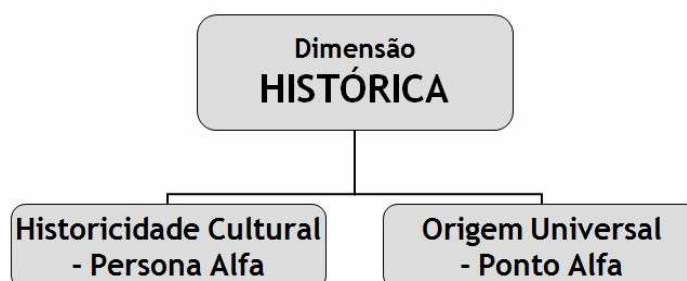 Dimensão
HISTÓRICA
Historicidade Cultural
- Persona Alfa
Origem Universal
- Ponto Alfa